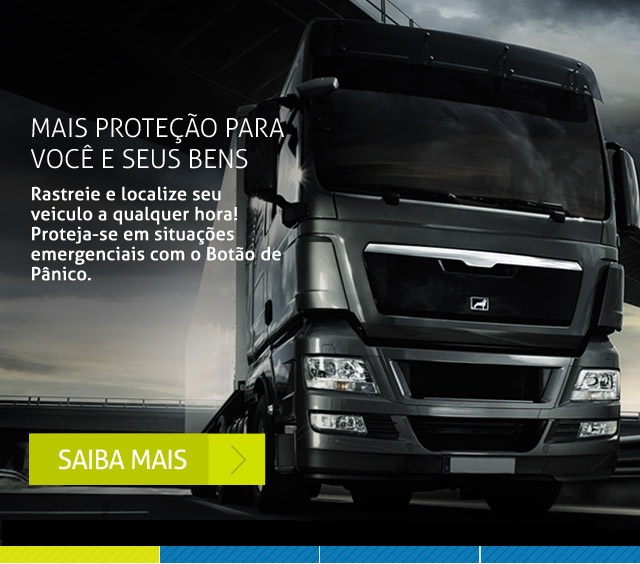 MAIS PROTEÇÃO PARA
VOCÊ E SEUS BENS
Rastreie e localize seu
veiculo a qualquer hora!
Proteja-se em situações
emergenciais com o Botão de
Pânico.
SAIBA MAIS